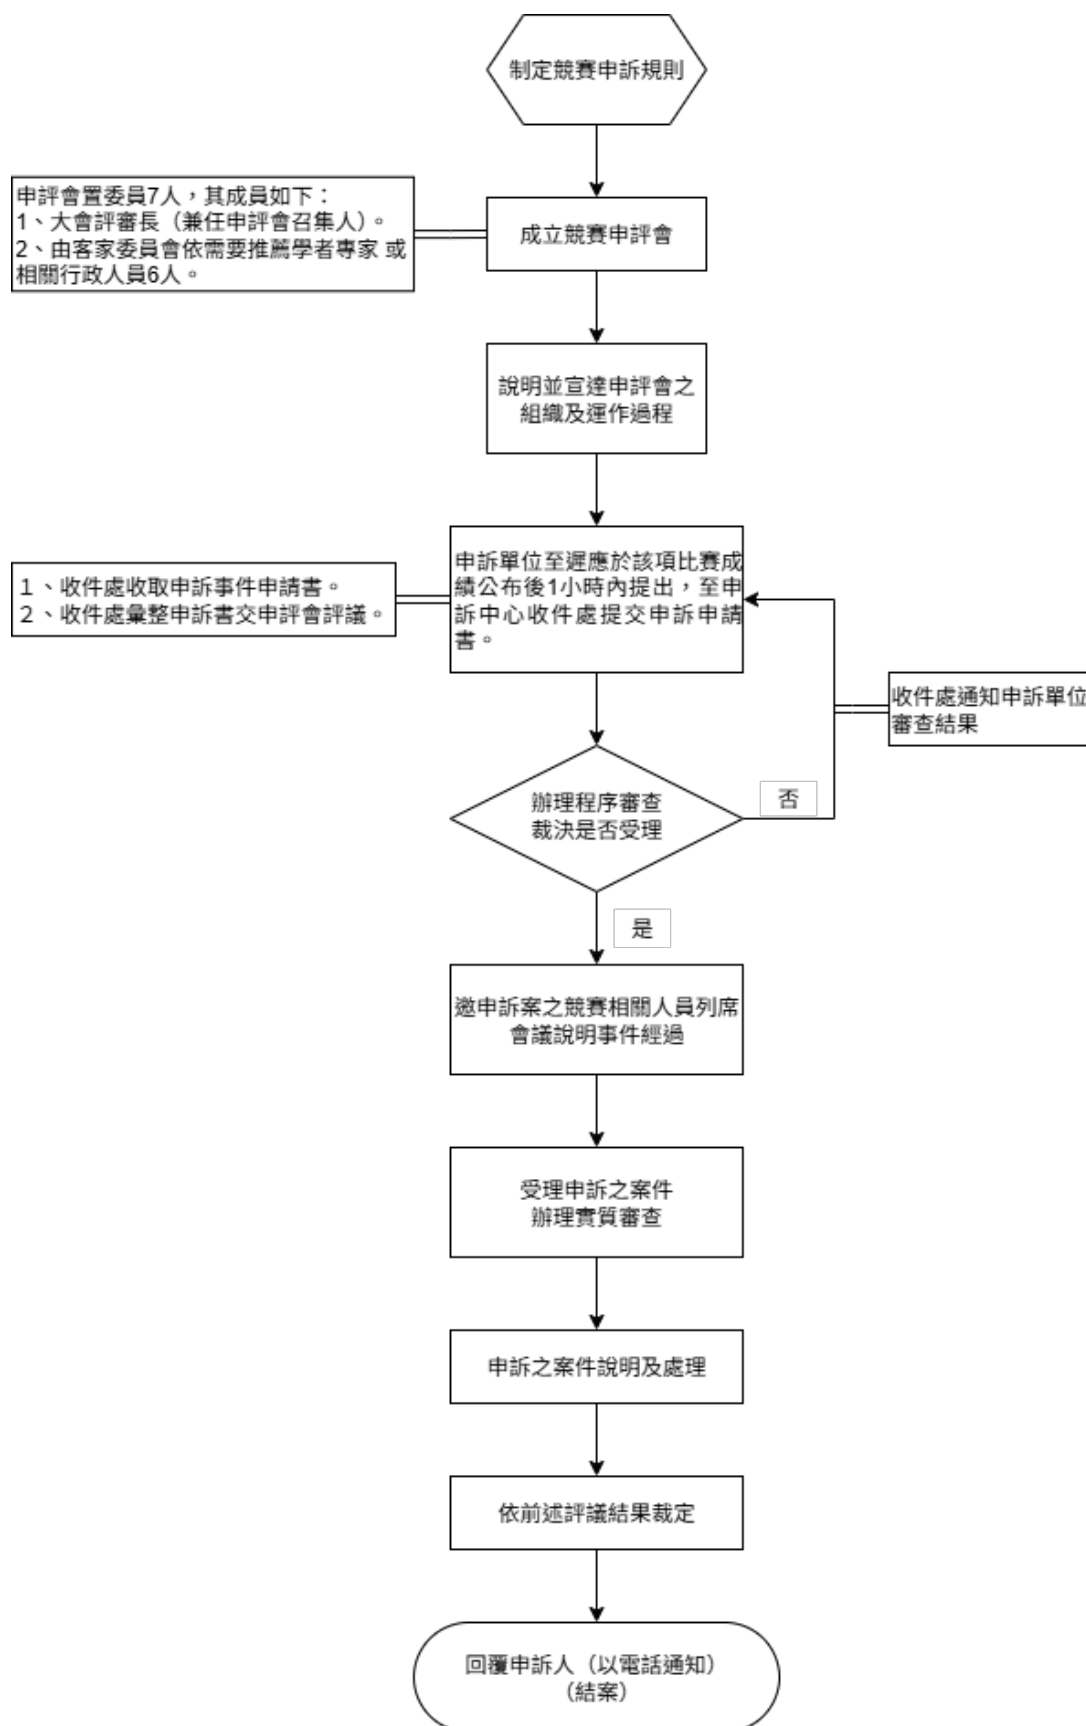 制定競賽申訴規則
申評會置委員7人，其成員如下：
1、大會評審長（兼任申評會召集人）。
2、由客家委員會依需要推薦學者專家 或
相關行政人員6人。
成立競賽申評會
說明並宣達申評會之
組織及運作過程
１、收件處收取申訴事件申請書。
２、收件處彙整申訴書交申評會評議。
申訴單位至遲應於該項比賽成
績公布後1小時內提出，至申
訴中心收件處提交申訴申請
書。
收件處通知申訴單位
審查結果
辦理程序審查
裁決是否受理
否
是
邀申訴案之競賽相關人員列席
會議說明事件經過
受理申訴之案件
辦理實質審查
申訴之案件說明及處理
依前述評議結果裁定
回覆申訴人（以電話通知）
（結案）